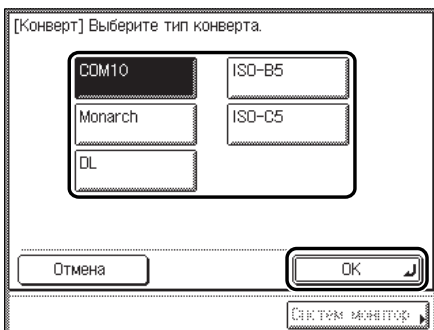 [Конверт] Выберите тип конверта.
COM10 ISO-B5
Monarch ISO-C5
DL
Отмена OK
Систем монитор